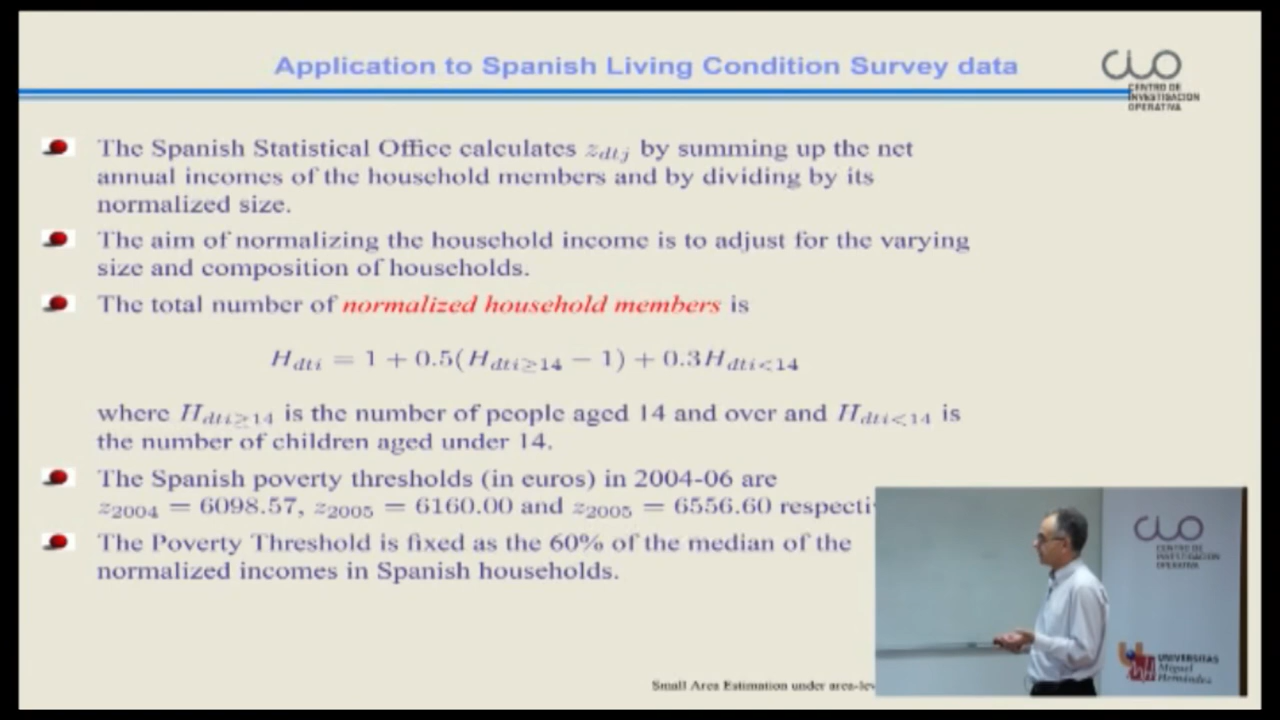 Application to Spanish Living Condition Survey data
CIO
CENTRO DE
INVESTIGACION
OPERATIVA
The Spanish Statistical Office calculates z_dtj by summing up the net
annual incomes of the household members and by dividing by its
normalized size.
The aim of normalizing the household income is to adjust for the varying
size and composition of households.
The total number of normalized household members is
H_dti = 1 + 0.5(H_dti≥14 − 1) + 0.3H_dti<14
where H_dti≥14 is the number of people aged 14 and over and H_dti<14 is
the number of children aged under 14.
The Spanish poverty thresholds (in euros) in 2004-06 are
z_2004 = 6098.57, z_2005 = 6160.00 and z_2005 = 6556.60 respecti
The Poverty Threshold is fixed as the 60% of the median of the
normalized incomes in Spanish households.
CIO
CENTRO DE
INVESTIGACION
OPERATIVA
UNIVERSITAS
Miguel
Hernández
Small Area Estimation under area-lev